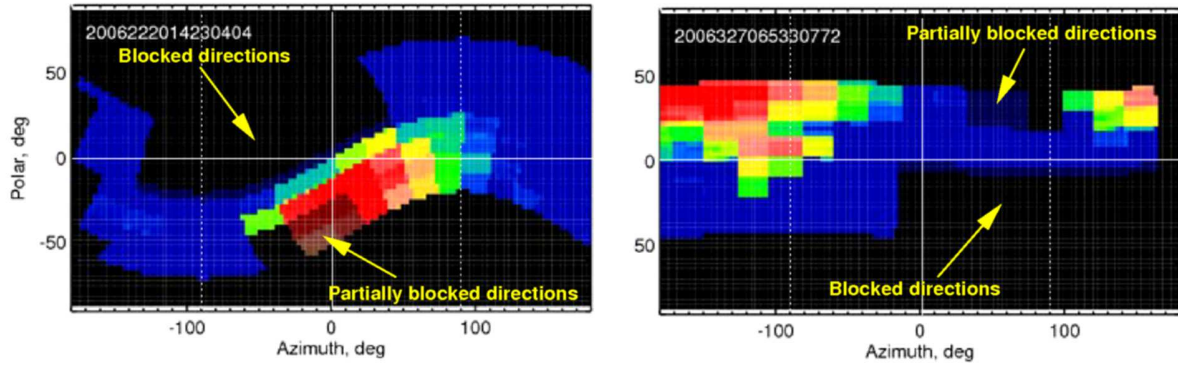 2006222014230404
Blocked directions
50
0
-50
Polar, deg
Partially blocked directions
-100
0
100
Azimuth, deg
2006327065330772
Partially blocked directions
50
0
50
Blocked directions
-100
0
100
Azimuth, deg